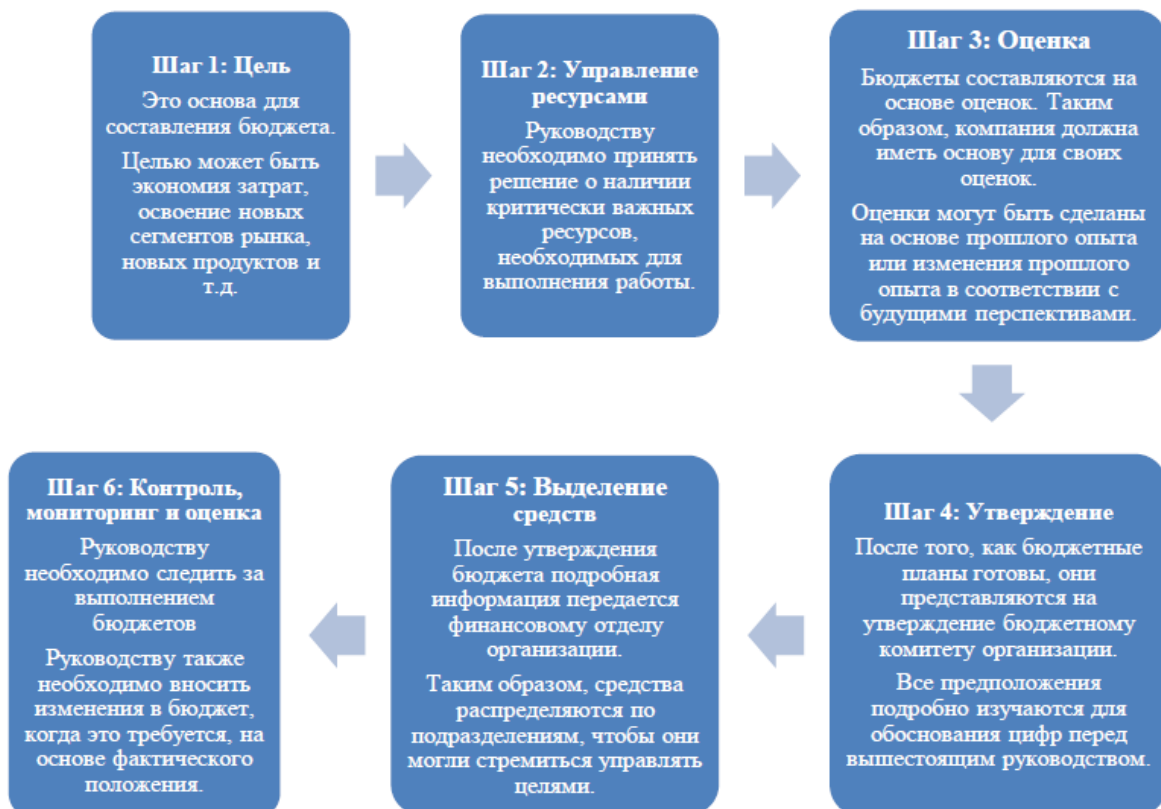 Шаг 1: Цель
Это основа для
составления бюджета.
Целью может быть
экономия затрат,
освоение новых
сегментов рынка,
новых продуктов и
т.д.
Шаг 2: Управление
ресурсами
Руководству
необходимо принять
решение о наличии
критически важных
ресурсов,
необходимых для
выполнения работы.
Шаг 3: Оценка
Бюджеты составляются на
основе оценок. Таким
образом, компания должна
иметь основу для своих
оценок.
Оценки могут быть сделаны
на основе прошлого опыта
или изменения прошлого
опыта в соответствии с
будущими перспективами.
Шаг 4: Утверждение
После того, как бюджетные
планы готовы, они
представляются на
утверждение бюджетному
комитету организации.
Все предположения
подробно изучаются для
обоснования цифр перед
вышестоящим руководством.
Шаг 5: Выделение
средств
После утверждения
бюджета подробная
информация передается
финансовому отделу
организации.
Таким образом, средства
распределяются по
подразделениям, чтобы они
могли стремиться управлять
целями.
Шаг 6: Контроль,
мониторинг и оценка
Руководству
необходимо следить за
выполнением
бюджетов
Руководству также
необходимо вносить
изменения в бюджет,
когда это требуется, на
основе фактического
положения.